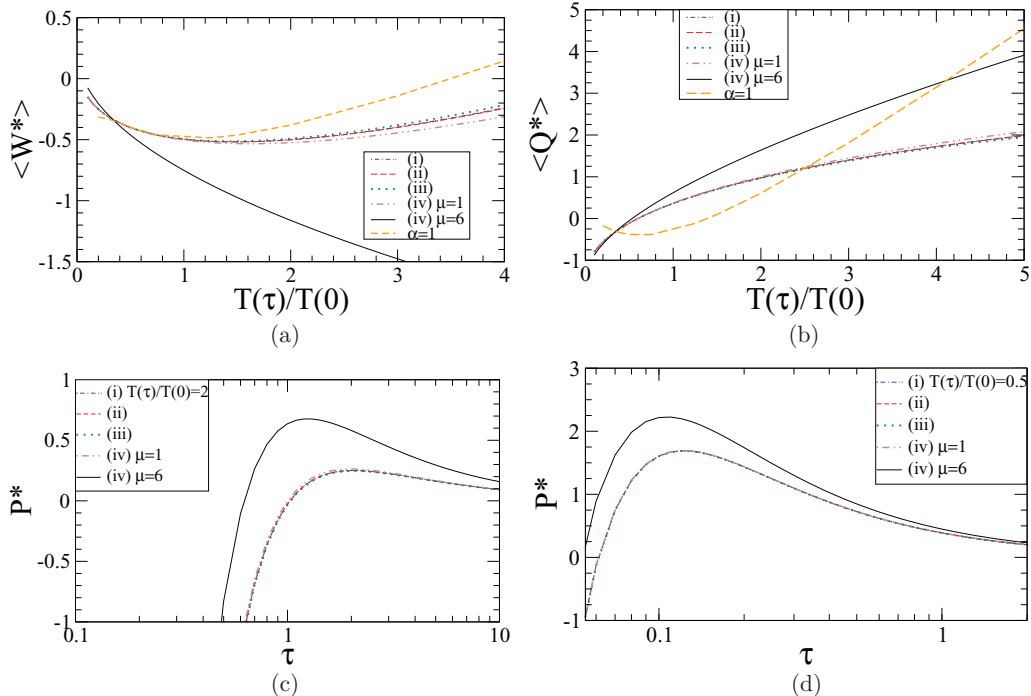 0.5
0
-0.5
-1
-1.5
<W*>
0
1
2
3
4
T(τ)/T(0)
(i)
(ii)
(iii)
(iv) μ=1
(iv) μ=6
α=1
(a)
5
4
3
2
1
0
-1
<Q*>
0
1
2
3
4
5
T(τ)/T(0)
(i)
(ii)
(iii)
(iv) μ=1
(iv) μ=6
α=1
(b)
1
0.5
0
-0.5
-1
P*
0.1
1
10
τ
(i) T(τ)/T(0)=2
(ii)
(iii)
(iv) μ=1
(iv) μ=6
(c)
3
2
1
0
-1
P*
0.1
1
τ
(i) T(τ)/T(0)=0.5
(ii)
(iii)
(iv) μ=1
(iv) μ=6
(d)